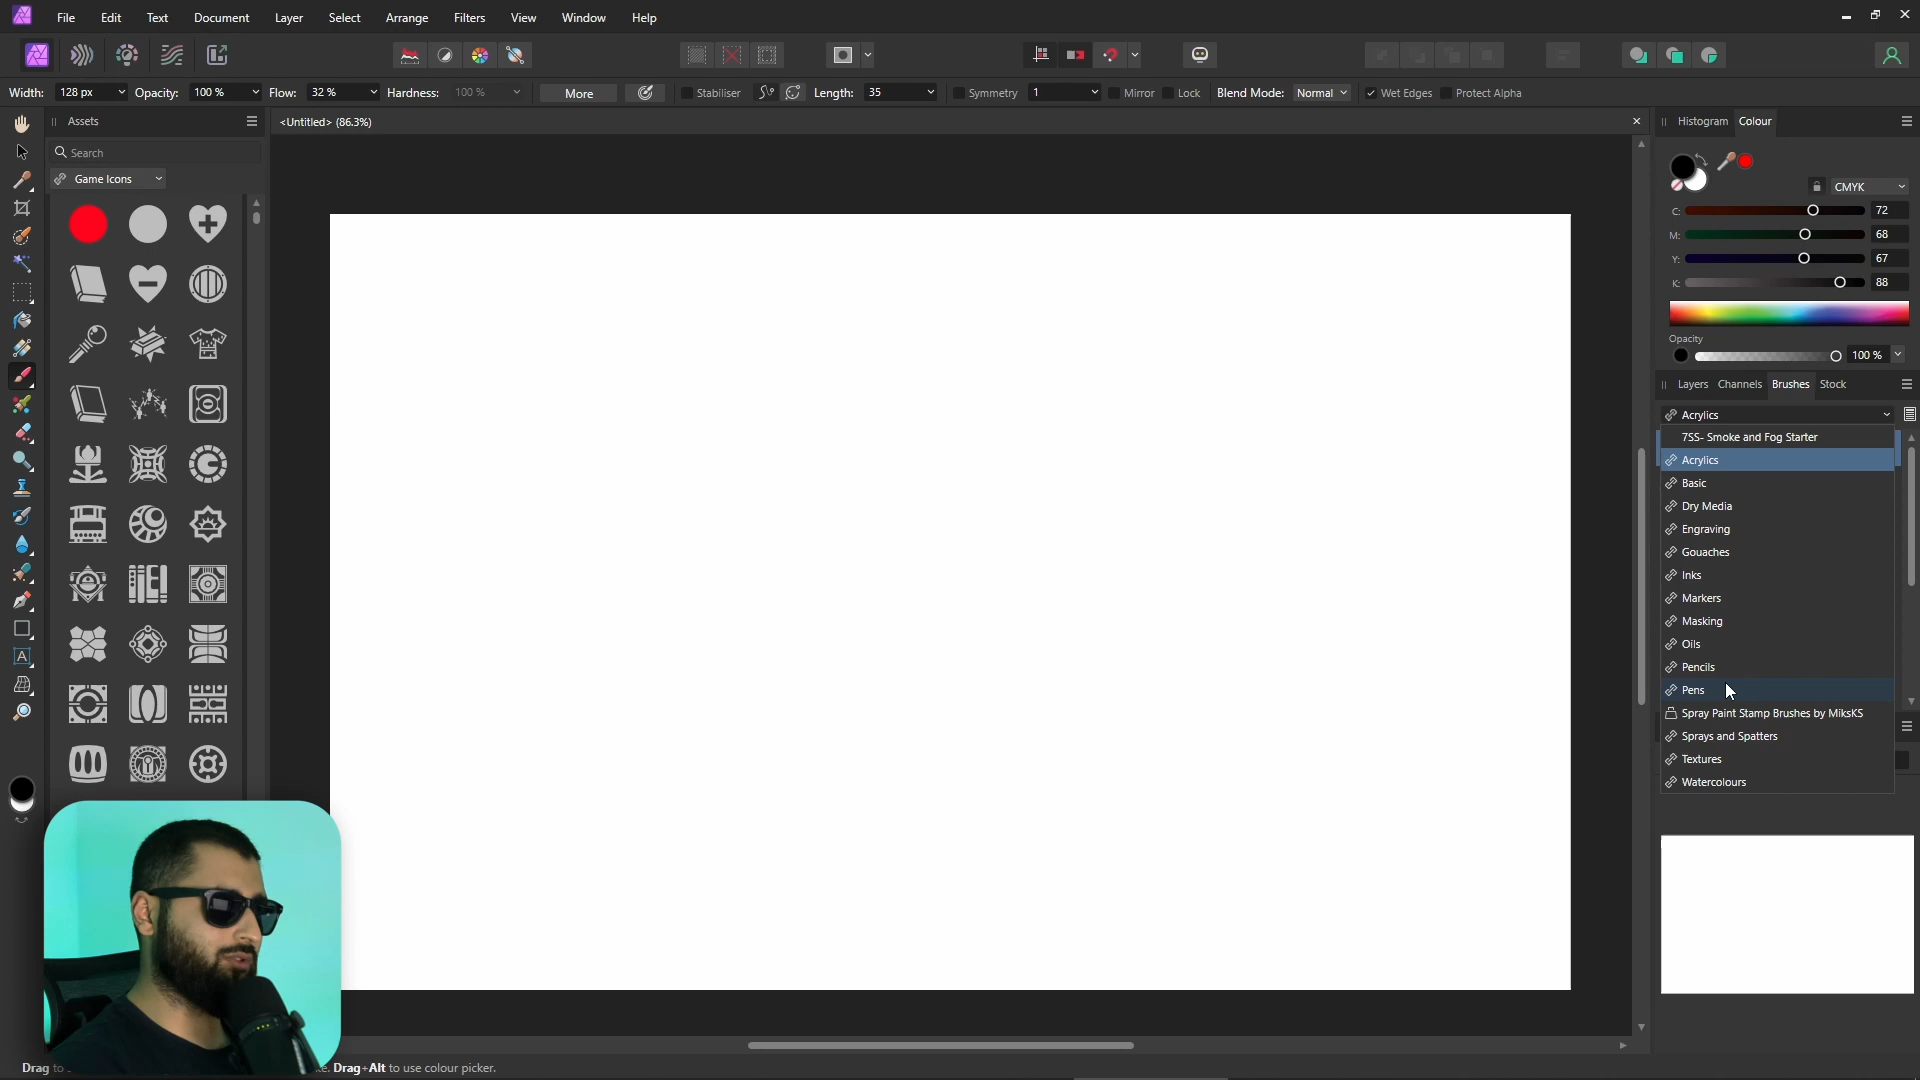 File Edit Text Document Layer Select Arrange Filters View Window Help
Width: 128 px Opacity: 100 % Flow: 32 % Hardness: 100 % More Stabiliser Length: 35 Symmetry 1 Mirror Lock Blend Mode: Normal Wet Edges Protect Alpha
Assets
<Untitled> (86.3%)
Histogram Colour
Search
Game Icons
CMYK
C: 72
M: 68
Y: 67
K: 88
Opacity
100 %
Layers Channels Brushes Stock
Acrylics
7SS- Smoke and Fog Starter
Acrylics
Basic
Dry Media
Engraving
Gouaches
Inks
Markers
Masking
Oils
Pencils
Pens
Spray Paint Stamp Brushes by MiksKS
Sprays and Spatters
Textures
Watercolours
Drag Drag+Alt to use colour picker.